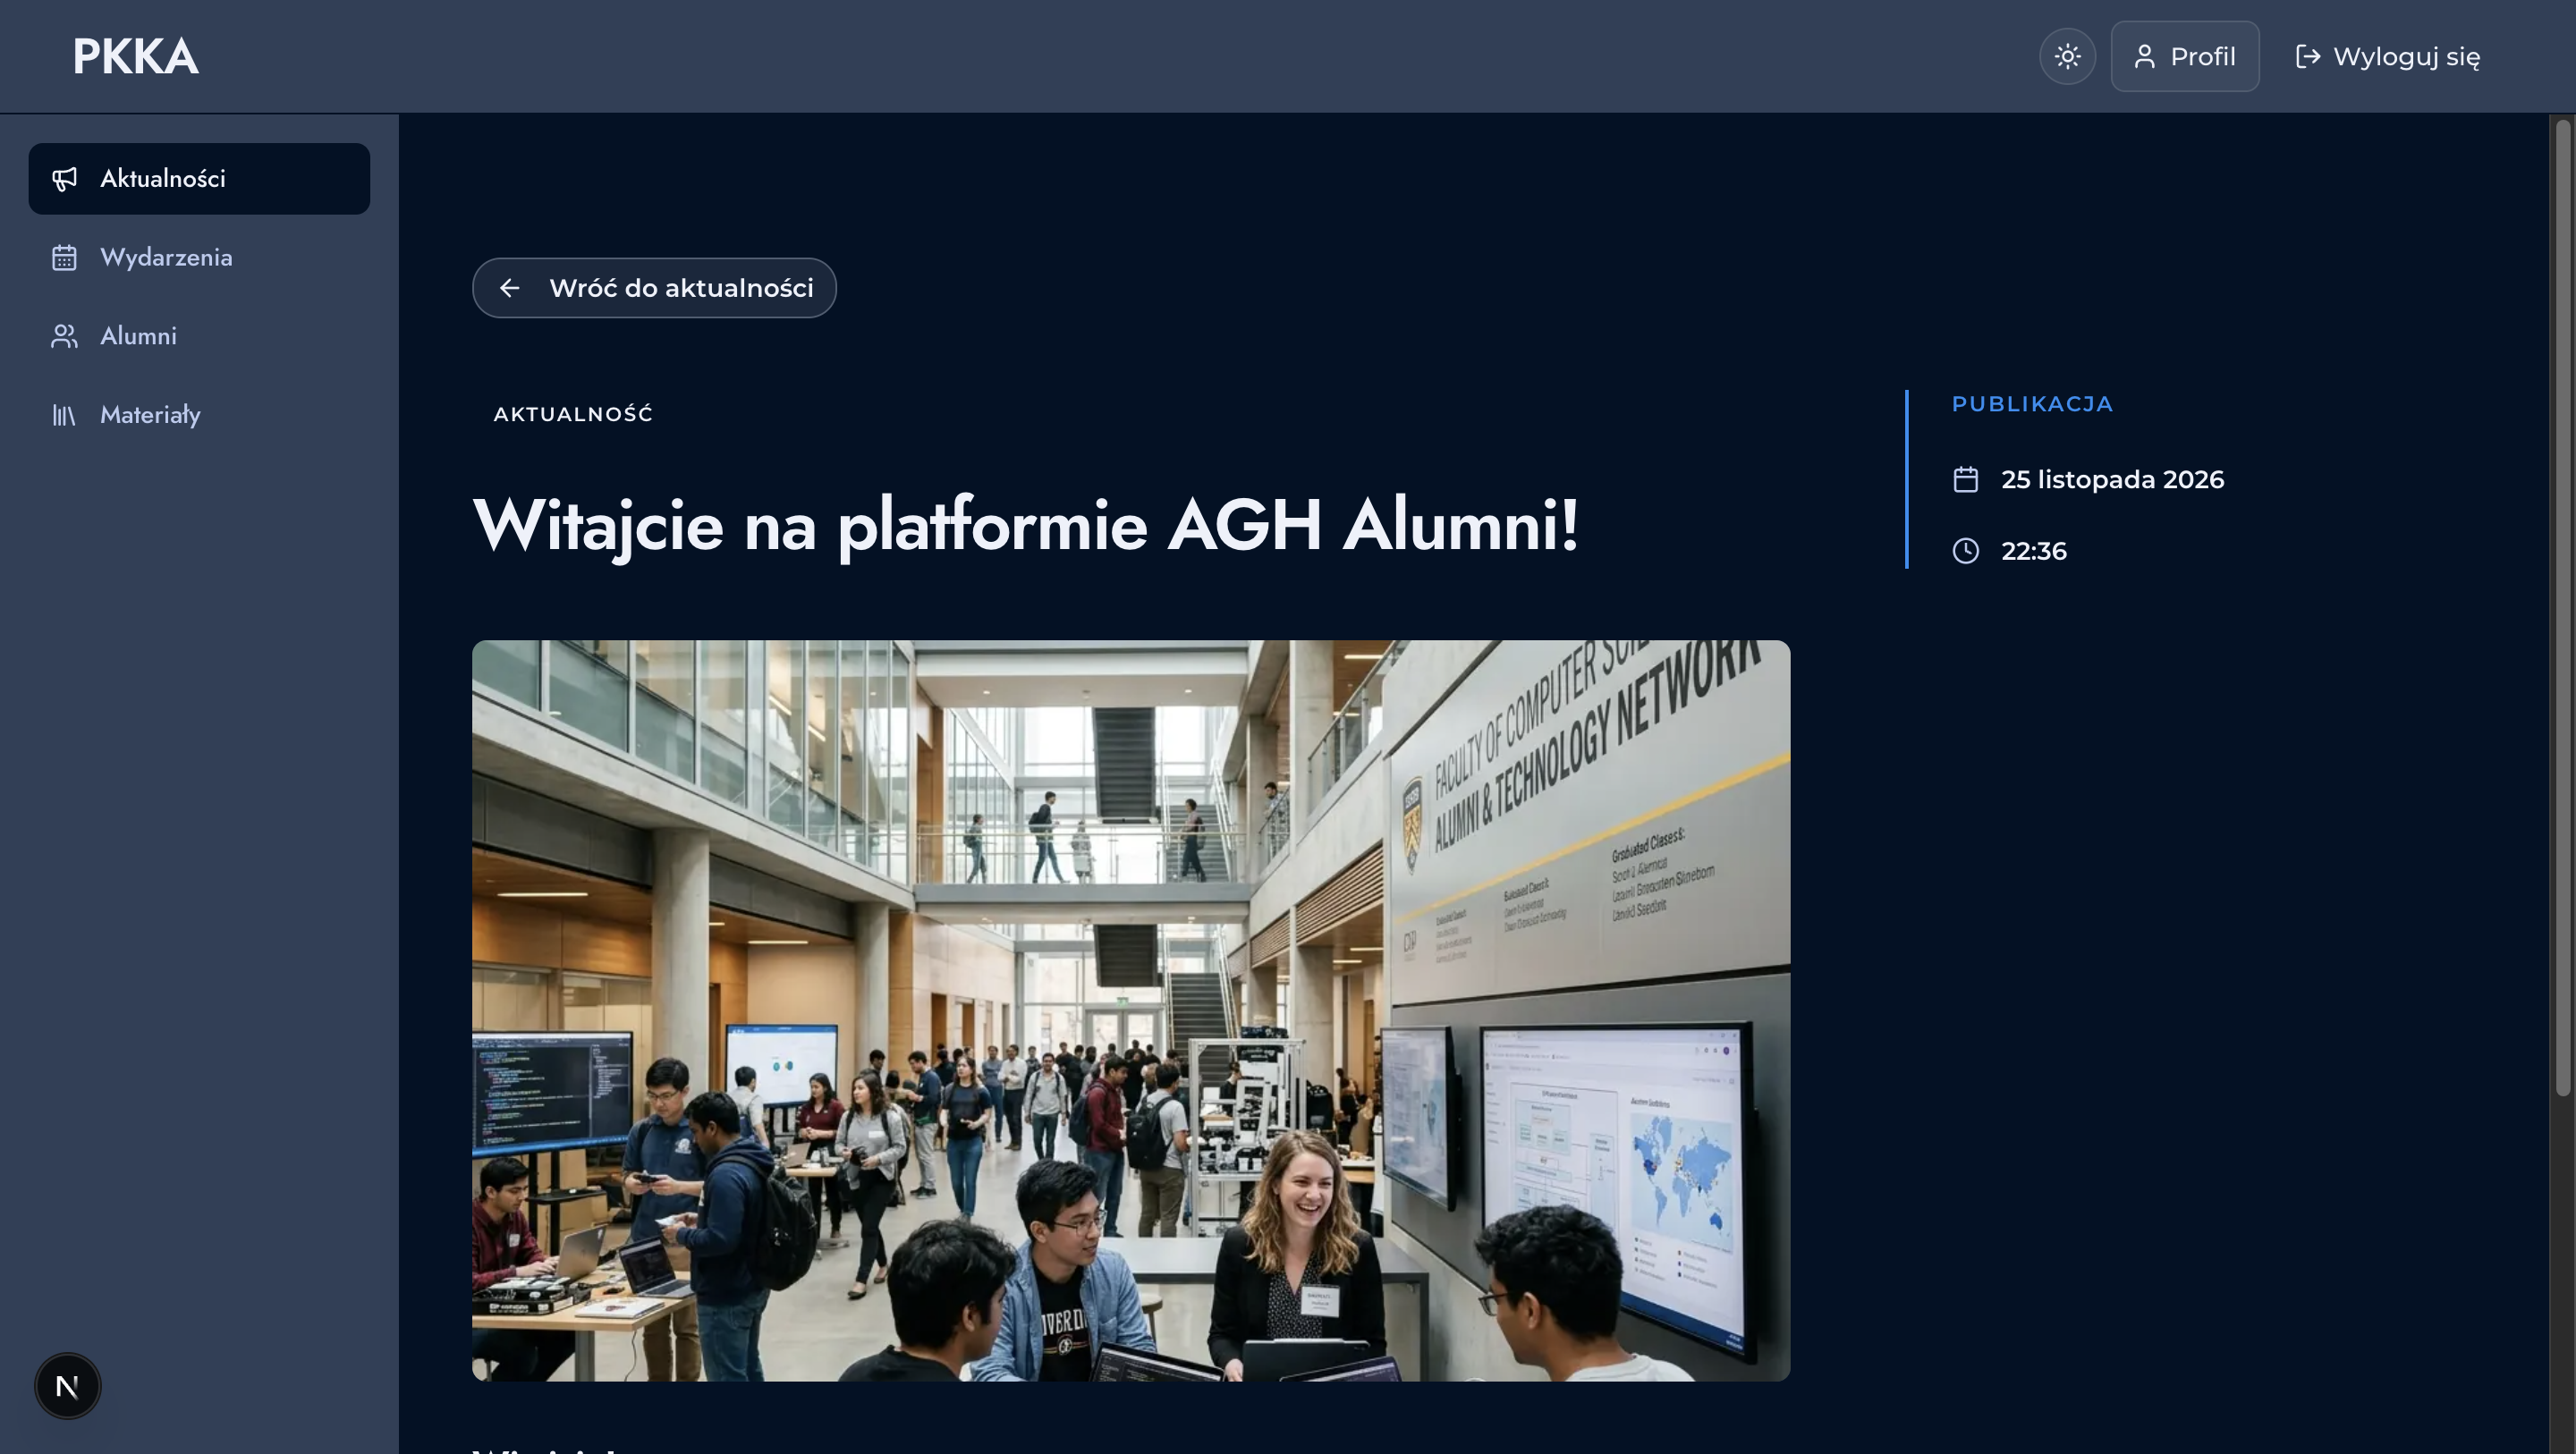 PKKA
Profil
Wyloguj się
Aktualności
Wydarzenia
Alumni
Materiały
Wróć do aktualności
AKTUALNOŚĆ
Witajcie na platformie AGH Alumni!
PUBLIKACJA
25 listopada 2026
22:36
FACULTY OF COMPUTER
ALUMNI & TECHNOLOGY NETWORK
N